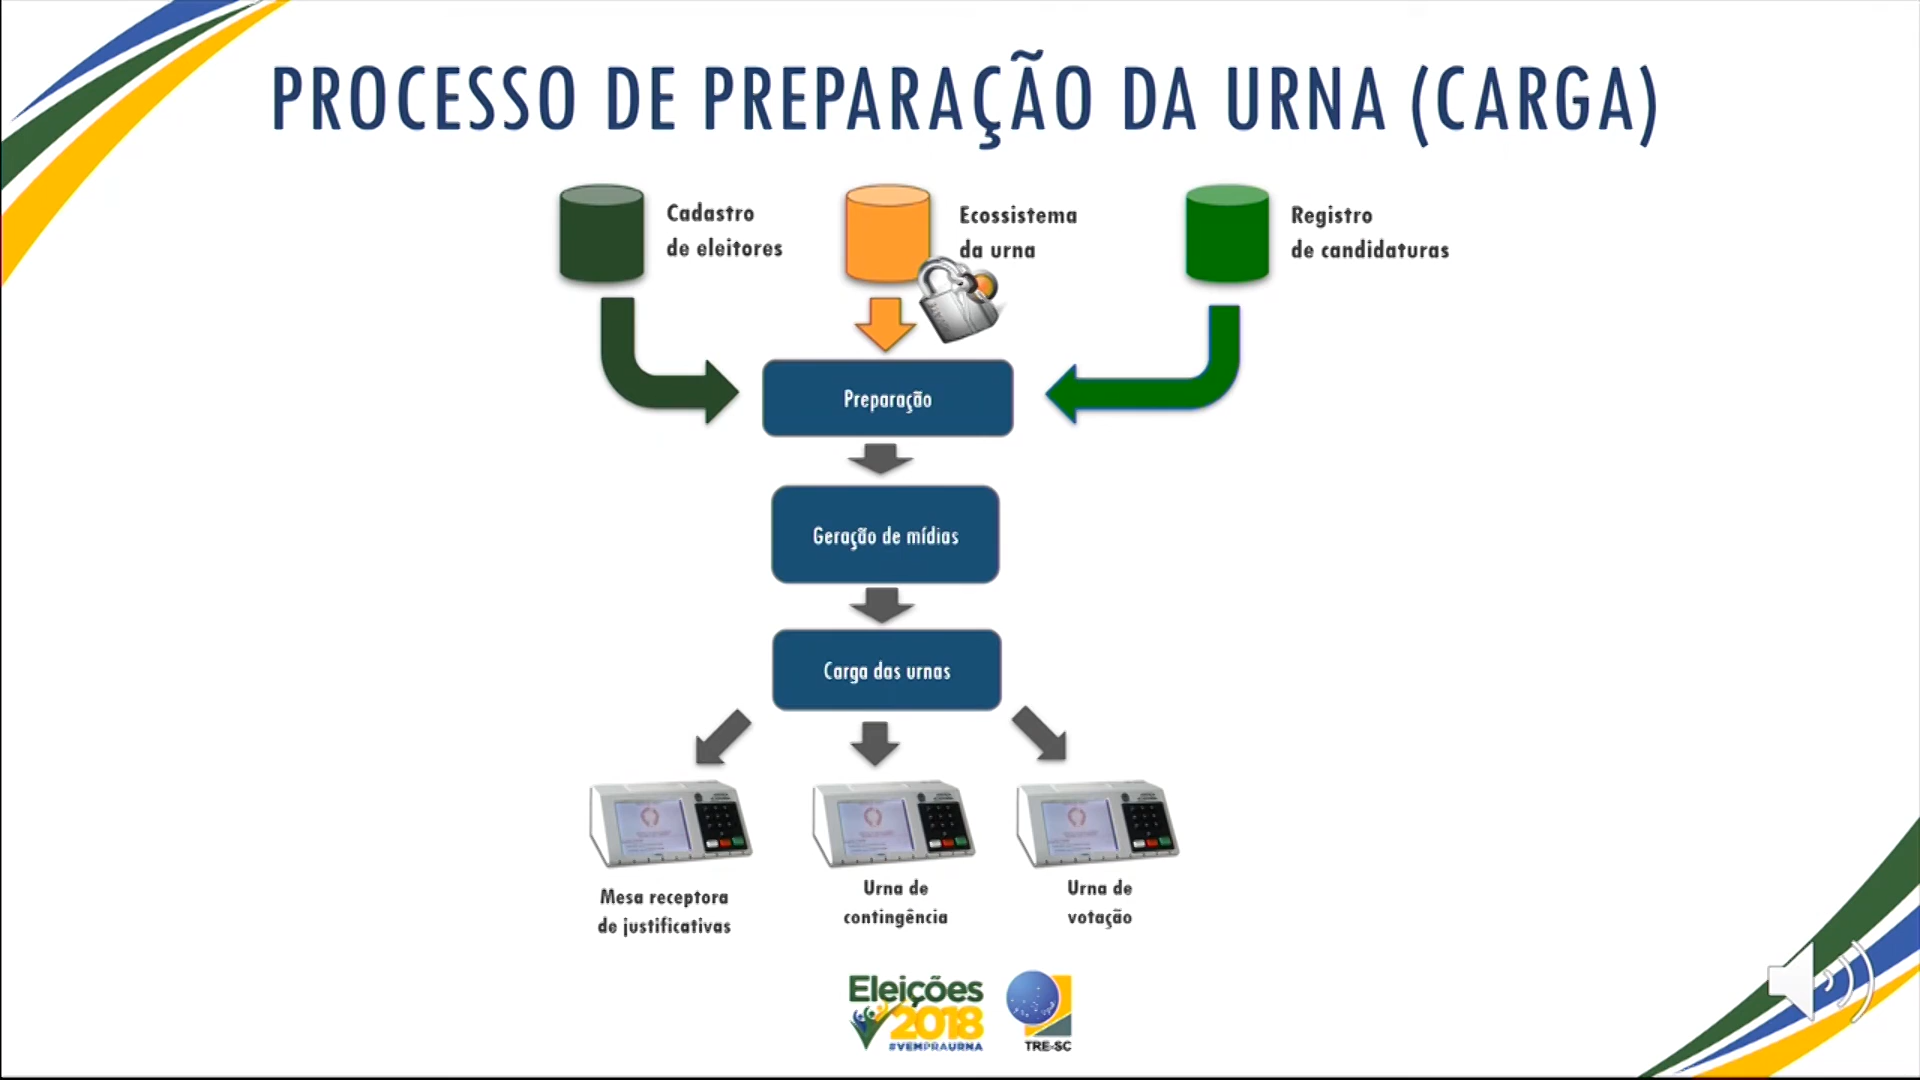 PROCESSO DE PREPARAÇÃO DA URNA (CARGA)
Cadastro
de eleitores
Ecossistema
da urna
Registro
de candidaturas
Preparação
Geração de mídias
Carga das urnas
Mesa receptora
de justificativas
Urna de
contingência
Urna de
votação
Eleições
2018
#VEMPRAURNA
TRE-SC